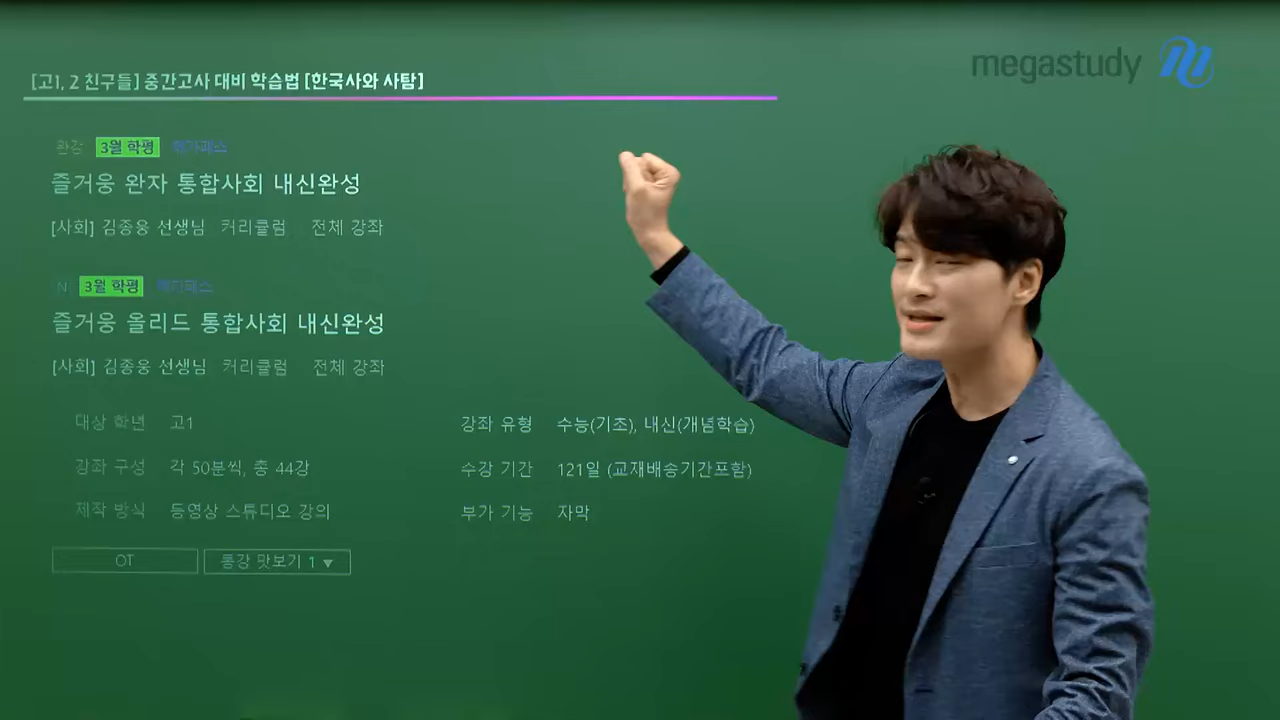 megastudy
[고1, 2 친구들] 중간고사 대비 학습법 [한국사와 사탐]
완강 3월 학평 메가패스
즐거웅 완자 통합사회 내신완성
[사회] 김종웅 선생님 커리큘럼 전체 강좌
N 3월 학평 메가패스
즐거웅 올리드 통합사회 내신완성
[사회] 김종웅 선생님 커리큘럼 전체 강좌
대상 학년 고1 강좌 유형 수능(기초), 내신(개념학습)
강좌 구성 각 50분씩, 총 44강 수강 기간 121일 (교재배송기간포함)
제작 방식 동영상 스튜디오 강의 부가 기능 자막
OT 통강 맛보기 1 ▼